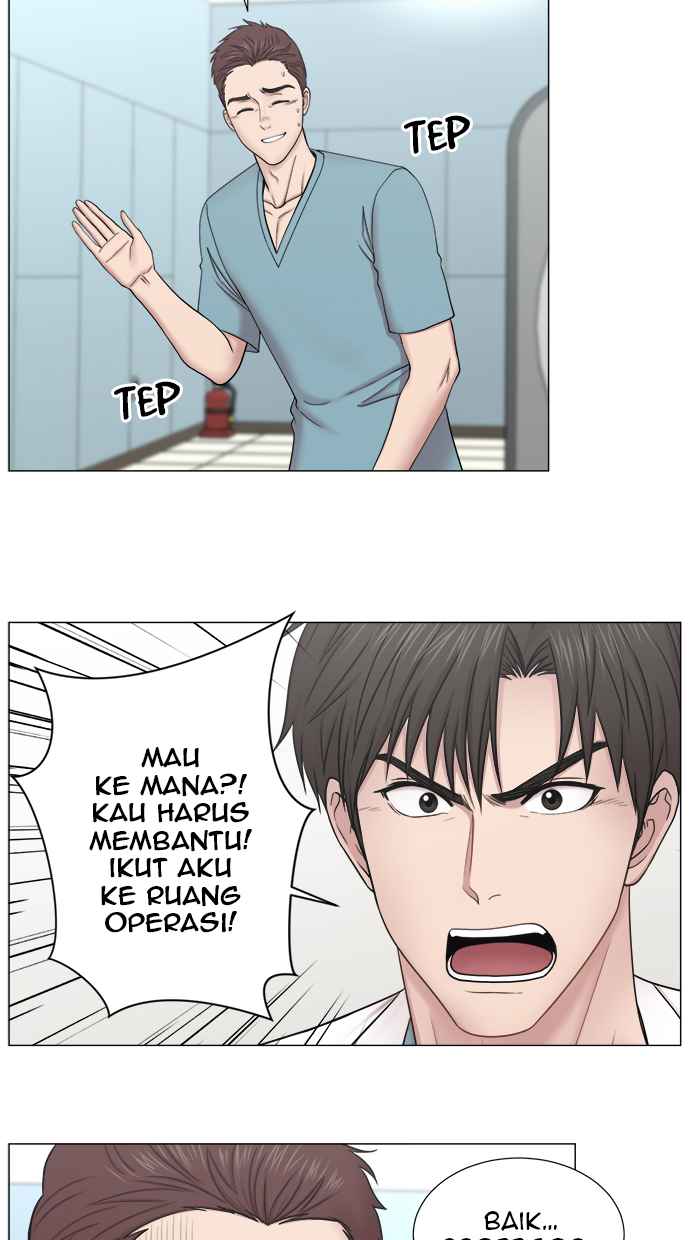 TEP
TEP
MAU
KE MANA?!
KAU HARUS
MEMBANTU!
IKUT AKU
KE RUANG
OPERASI!
BAIK...